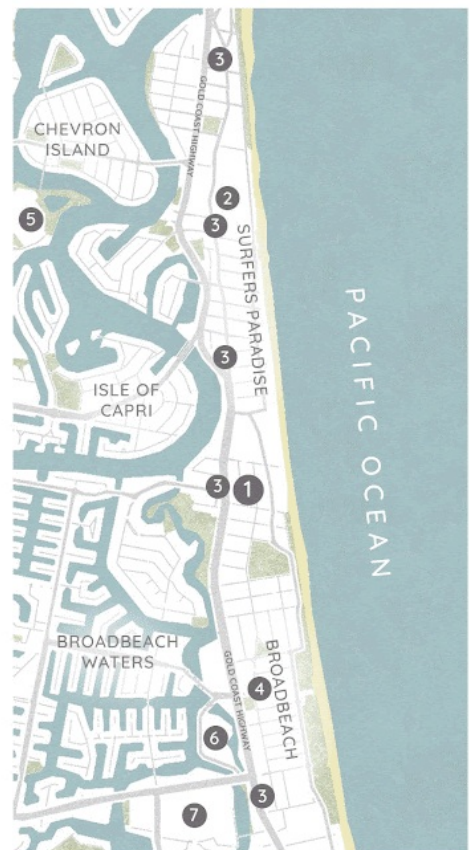 3
GOLD COAST HIGHWAY
CHEVRON
ISLAND
2
5
3
SURFERS PARADISE
PACIFIC OCEAN
3
ISLE OF
CAPRI
3
1
BROADBEACH
WATERS
BROADBEACH
GOLD COAST HIGHWAY
4
6
3
7